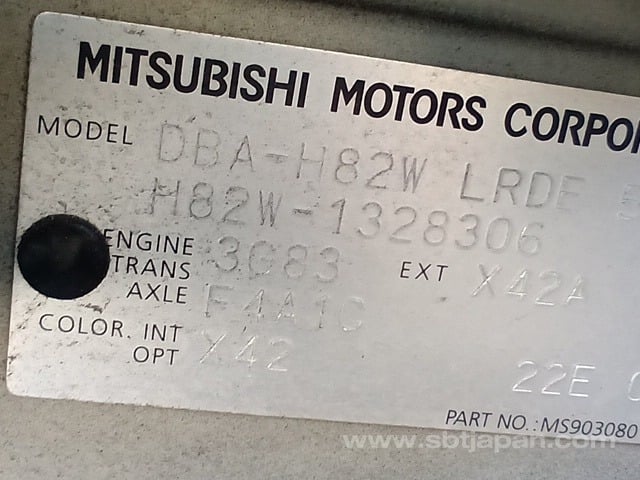 MITSUBISHI MOTORS CORPO
MODEL DBA-H82W LRDE
H82W-1328306
ENGINE 3G83 EXT X42A
TRANS AXLE F4A1C
COLOR. INT X42
OPT 22E
PART NO.:MS903080
www.sbtjapan.com